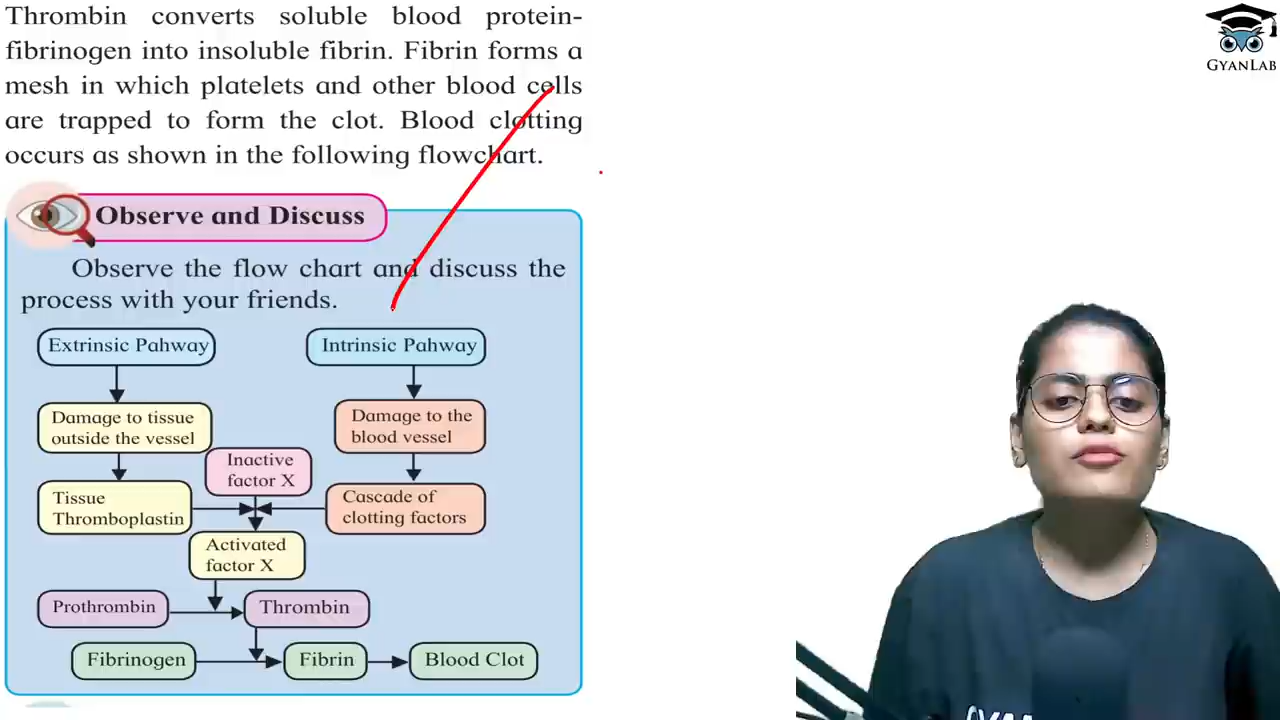 Thrombin converts soluble blood protein-
fibrinogen into insoluble fibrin. Fibrin forms a
mesh in which platelets and other blood cells
are trapped to form the clot. Blood clotting
occurs as shown in the following flowchart.
GYANLAB
Observe and Discuss
Observe the flow chart and discuss the
process with your friends.
Extrinsic Pahway
Intrinsic Pahway
Damage to tissue
outside the vessel
Damage to the
blood vessel
Inactive
factor X
Tissue
Thromboplastin
Cascade of
clotting factors
Activated
factor X
Prothrombin
Thrombin
Fibrinogen
Fibrin
Blood Clot